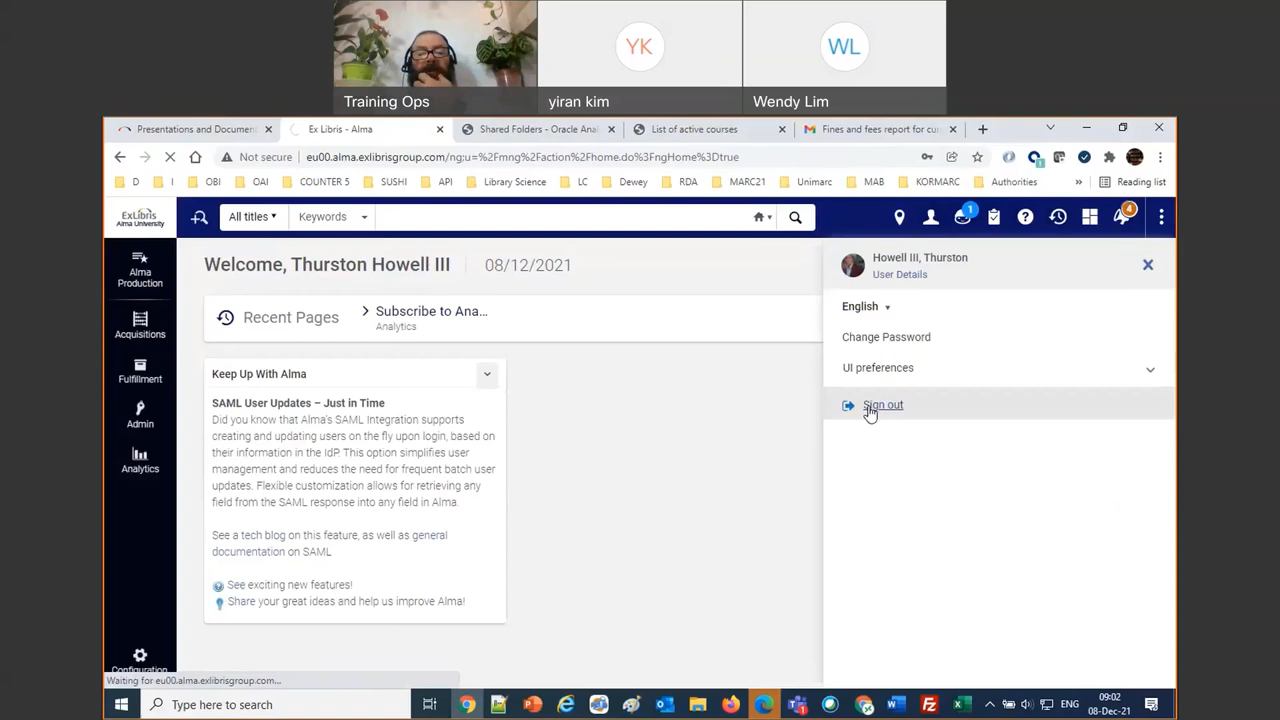 YK
WL
Training Ops
yiran kim
Wendy Lim
Presentations and Documen
Ex Libris - Alma
Shared Folders - Oracle Anal
List of active courses
Fines and fees report for cur
Not secure
eu00.alma.exlibrisgroup.com/ng;u=%2Fmng%2Faction%2Fhome.do%3FngHome%3Dtrue
D
I
OBI
OAI
COUNTER 5
SUSHI
API
Library Science
LC
Dewey
RDA
MARC21
Unimarc
MAB
KORMARC
Authorities
»
Reading list
ExLibris
Alma University
All titles
Keywords
1
4
Alma
Production
Acquisitions
Fulfillment
Admin
Analytics
Configuration
Welcome, Thurston Howell III
08/12/2021
Recent Pages
Subscribe to Ana...
Analytics
Keep Up With Alma
SAML User Updates – Just in Time
Did you know that Alma's SAML Integration supports
creating and updating users on the fly upon login, based on
their information in the IdP. This option simplifies user
management and reduces the need for frequent batch user
updates. Flexible customization allows for retrieving any
field from the SAML response into any field in Alma.
See a tech blog on this feature, as well as general
documentation on SAML
See exciting new features!
Share your great ideas and help us improve Alma!
Howell III, Thurston
User Details
English
Change Password
UI preferences
Sign out
Waiting for eu00.alma.exlibrisgroup.com...
Type here to search
ENG
09:02
08-Dec-21